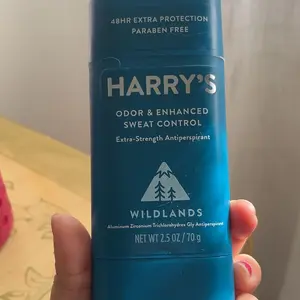 48HR EXTRA PROTECTION
PARABEN FREE
HARRY'S
ODOR & ENHANCED
SWEAT CONTROL
Extra-Strength Antiperspirant
WILDLANDS
Aluminum Zirconium Trichlorohydrex Gly Antiperspirant
NET WT 2.5 OZ / 70 g